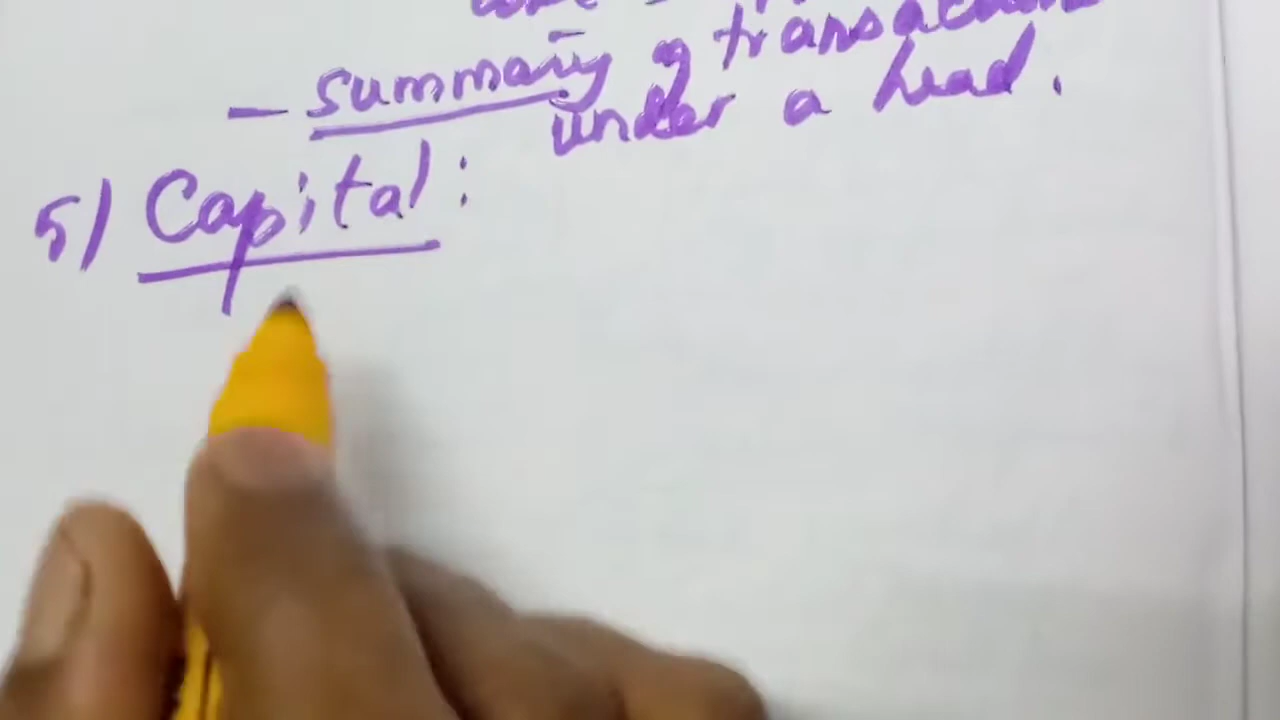 - summary of transactions
under a head.
5) Capital: